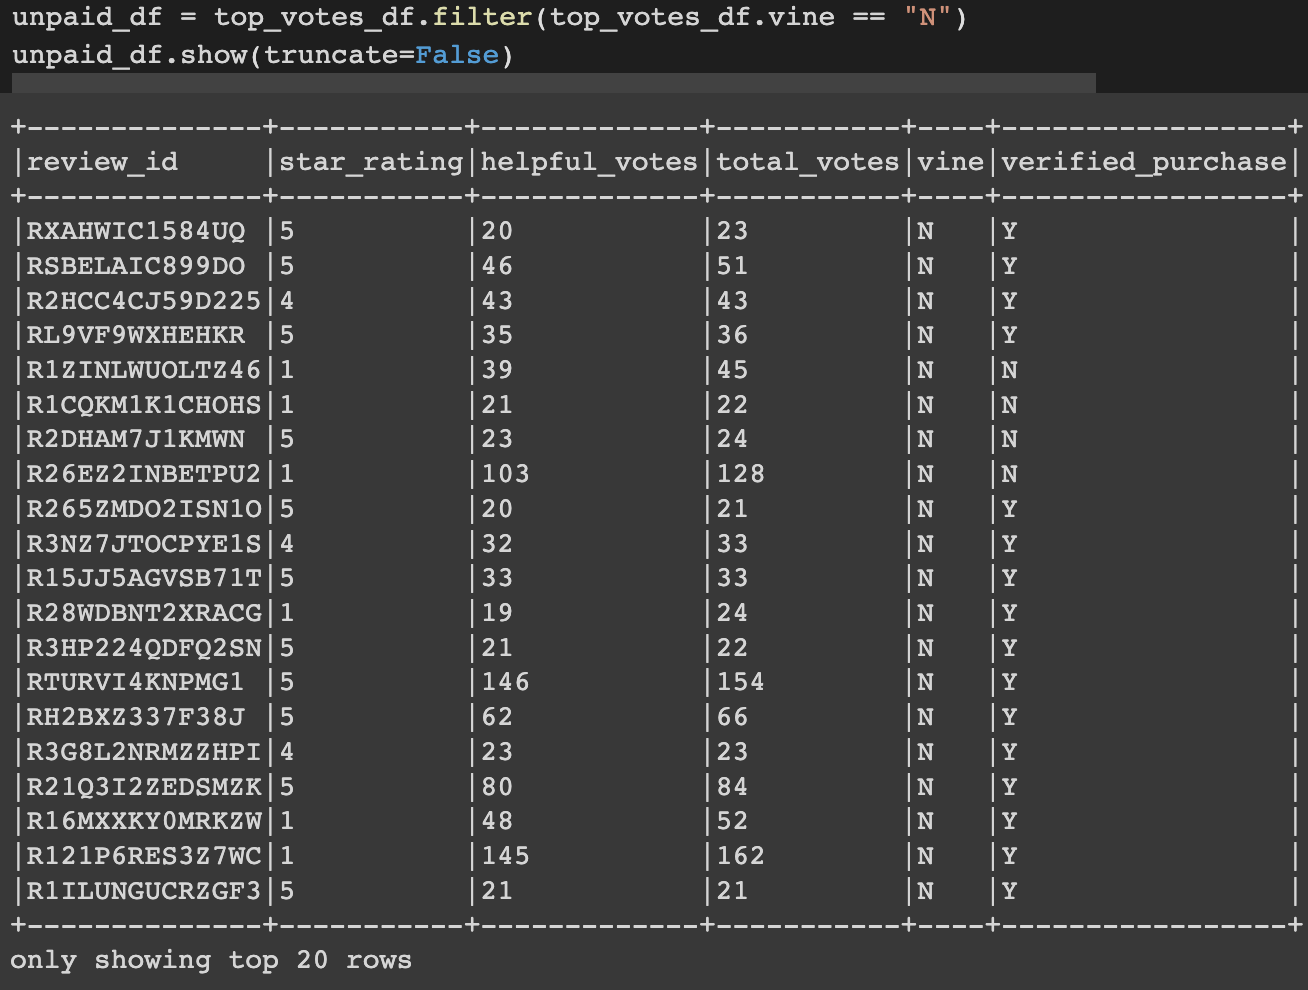 unpaid_df = top_votes_df.filter(top_votes_df.vine == "N")
unpaid_df.show(truncate=False)
+--------------+-----------+-------------+-----------+----+-----------------+
|review_id     |star_rating|helpful_votes|total_votes|vine|verified_purchase|
+--------------+-----------+-------------+-----------+----+-----------------+
|RXAHWIC1584UQ |5          |20           |23         |N   |Y                |
|RSBELAIC899DO |5          |46           |51         |N   |Y                |
|R2HCC4CJ59D225|4          |43           |43         |N   |Y                |
|RL9VF9WXHEHKR |5          |35           |36         |N   |Y                |
|R1ZINLWUOLTZ46|1          |39           |45         |N   |N                |
|R1CQKM1K1CHOHS|1          |21           |22         |N   |N                |
|R2DHAM7J1KMWN |5          |23           |24         |N   |N                |
|R26EZ2INBETPU2|1          |103          |128        |N   |N                |
|R265ZMDO2ISN1O|5          |20           |21         |N   |Y                |
|R3NZ7JTOCPYE1S|4          |32           |33         |N   |Y                |
|R15JJ5AGVSB71T|5          |33           |33         |N   |Y                |
|R28WDBNT2XRACG|1          |19           |24         |N   |Y                |
|R3HP224QDFQ2SN|5          |21           |22         |N   |Y                |
|RTURVI4KNPMG1 |5          |146          |154        |N   |Y                |
|RH2BXZ337F38J |5          |62           |66         |N   |Y                |
|R3G8L2NRMZZHPI|4          |23           |23         |N   |Y                |
|R21Q3I2ZEDSMZK|5          |80           |84         |N   |Y                |
|R16MXXKY0MRKZW|1          |48           |52         |N   |Y                |
|R121P6RES3Z7WC|1          |145          |162        |N   |Y                |
|R1ILUNGUCRZGF3|5          |21           |21         |N   |Y                |
+--------------+-----------+-------------+-----------+----+-----------------+
only showing top 20 rows